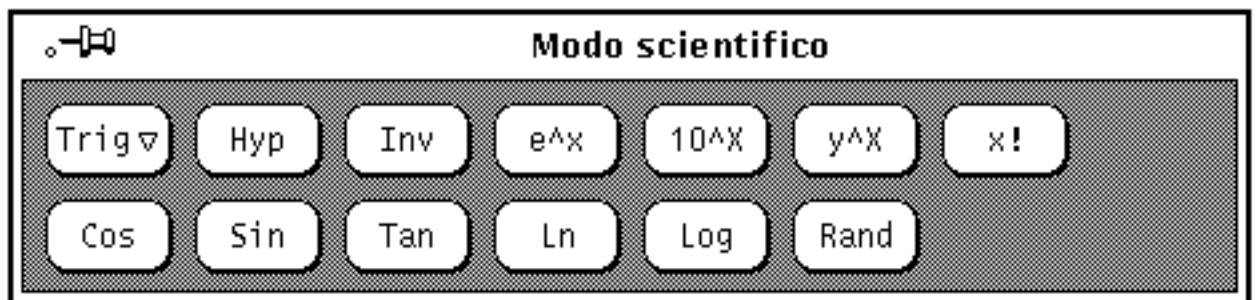 Modo scientifico
Trig Hyp Inv e^x 10^X y^X x!
Cos Sin Tan Ln Log Rand